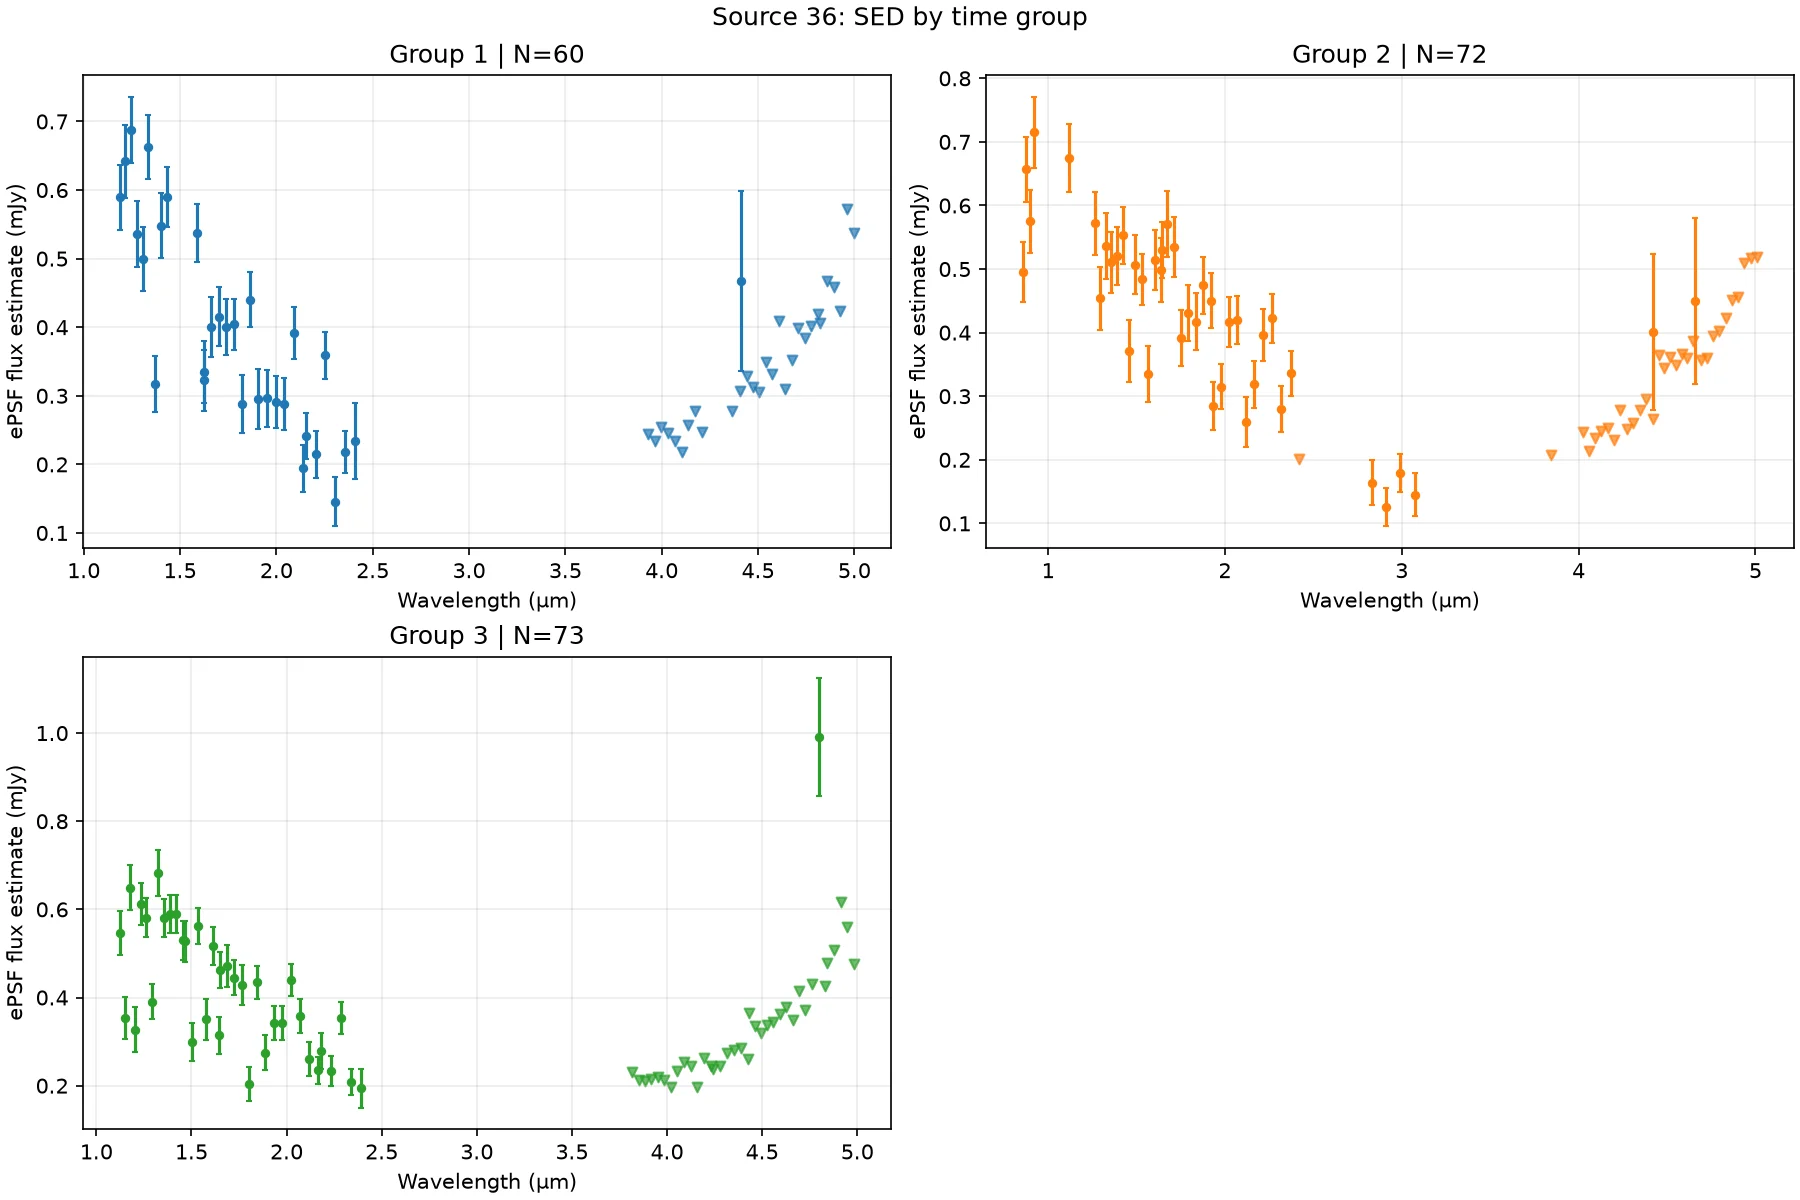 Source 36: SED by time group
Group 1 | N=60
ePSF flux estimate (mJy)
0.7
0.6
0.5
0.4
0.3
0.2
0.1
1.0 1.5 2.0 2.5 3.0 3.5 4.0 4.5 5.0
Wavelength (μm)
Group 2 | N=72
ePSF flux estimate (mJy)
0.8
0.7
0.6
0.5
0.4
0.3
0.2
0.1
1 2 3 4 5
Wavelength (μm)
Group 3 | N=73
ePSF flux estimate (mJy)
1.0
0.8
0.6
0.4
0.2
1.0 1.5 2.0 2.5 3.0 3.5 4.0 4.5 5.0
Wavelength (μm)